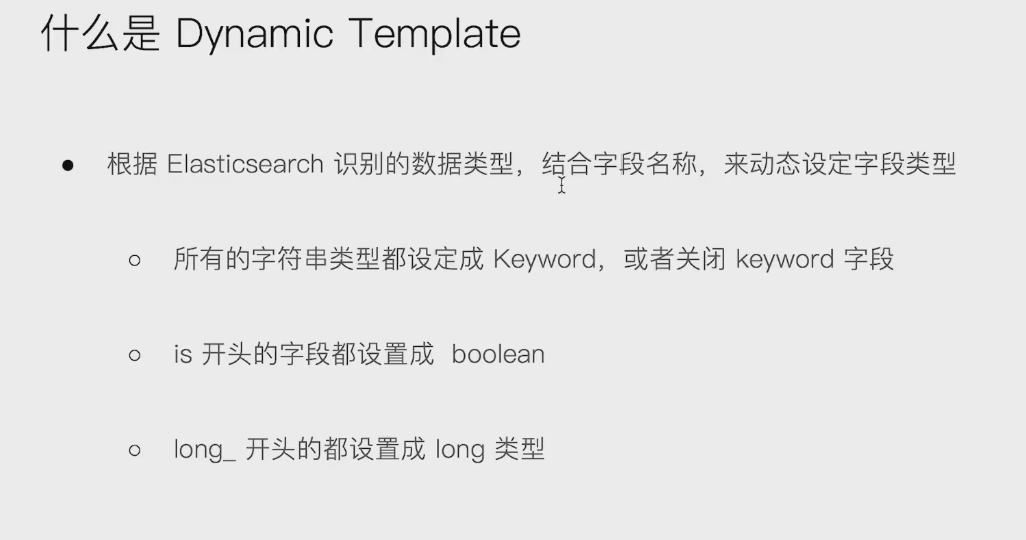 什么是 Dynamic Template
● 根据 Elasticsearch 识别的数据类型，结合字段名称，来动态设定字段类型
○ 所有的字符串类型都设定成 Keyword，或者关闭 keyword 字段
○ is 开头的字段都设置成 boolean
○ long_ 开头的都设置成 long 类型